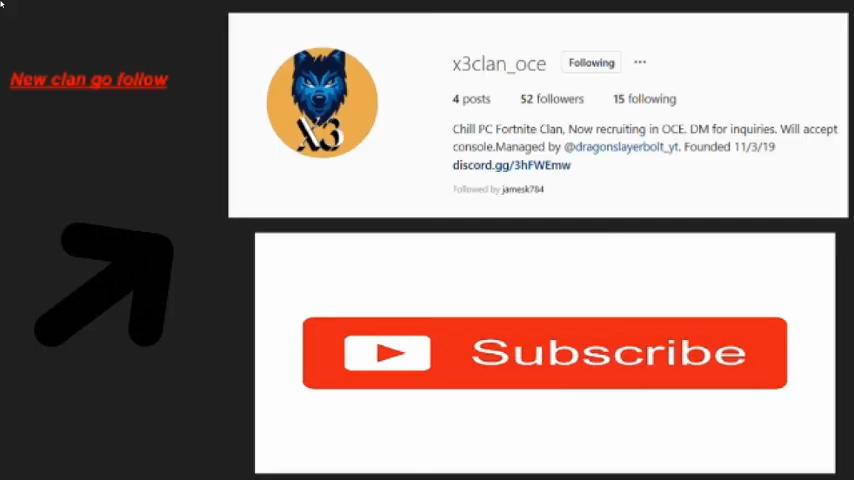 New clan go follow
X3
x3clan_oce Following ...
4 posts 52 followers 15 following
Chill PC Fortnite Clan, Now recruiting in OCE. DM for inquiries. Will accept
console.Managed by @dragonslayerbolt_yt. Founded 11/3/19
discord.gg/3hFWEmw
Followed by jamesk784
Subscribe